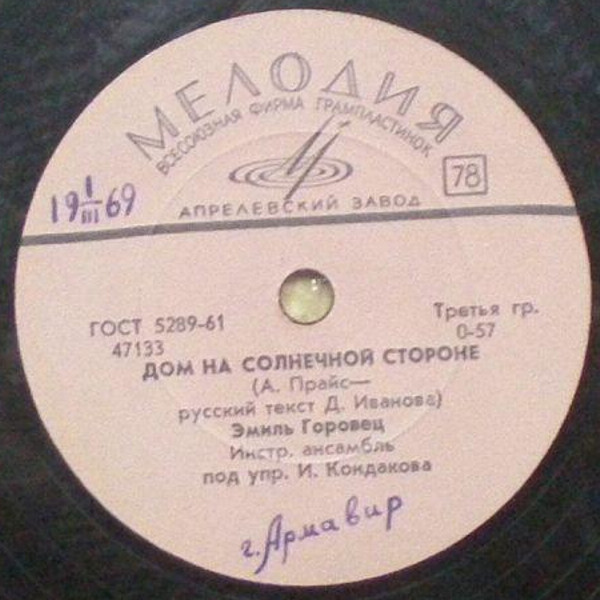 МЕЛОДИЯ
ВСЕСОЮЗНАЯ ФИРМА ГРАМПЛАСТИНОК
78
19 I/III 69
АПРЕЛЕВСКИЙ ЗАВОД
ГОСТ 5289-61
Третья гр.
47133
0-57
ДОМ НА СОЛНЕЧНОЙ СТОРОНЕ
(А. Прайс—
русский текст Д. Иванова)
Эмиль Горовец
Инстр. ансамбль
под упр. И. Кондакова
г. Армавир